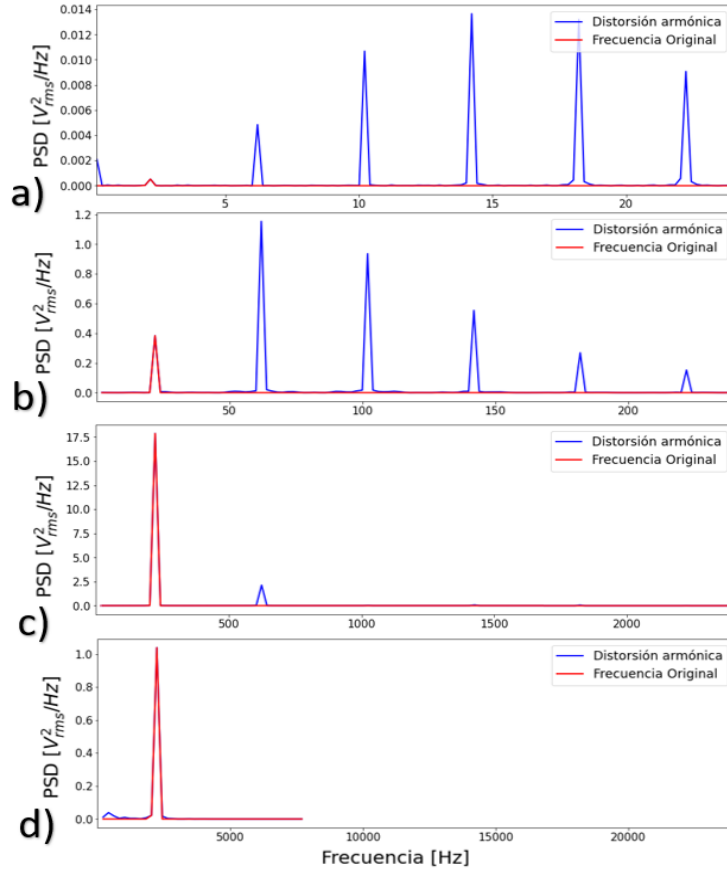 0.014
0.012
0.010
0.008
0.006
0.004
0.002
0.000
PSD [V²rms/Hz]
Distorsión armónica
Frecuencia Original
5
10
15
20
a)
1.2
1.0
0.8
0.6
0.4
0.2
0.0
PSD [V²rms/Hz]
Distorsión armónica
Frecuencia Original
50
100
150
200
b)
17.5
15.0
12.5
10.0
7.5
5.0
2.5
0.0
PSD [V²rms/Hz]
Distorsión armónica
Frecuencia Original
500
1000
1500
2000
c)
1.0
0.8
0.6
0.4
0.2
0.0
PSD [V²rms/Hz]
Distorsión armónica
Frecuencia Original
5000
10000
15000
20000
d)
Frecuencia [Hz]